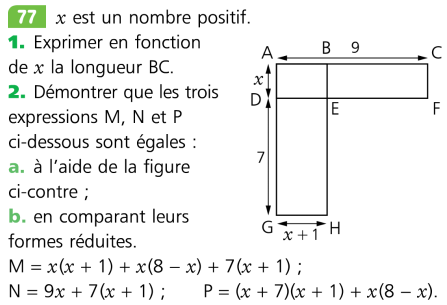 77 x est un nombre positif.
1. Exprimer en fonction
de x la longueur BC.
2. Démontrer que les trois
expressions M, N et P
ci-dessous sont égales :
a. à l'aide de la figure
ci-contre ;
b. en comparant leurs
formes réduites.
M = x(x + 1) + x(8 − x) + 7(x + 1) ;
N = 9x + 7(x + 1) ; P = (x + 7)(x + 1) + x(8 − x).
A B 9 C
x
D E F
7
G H
x + 1